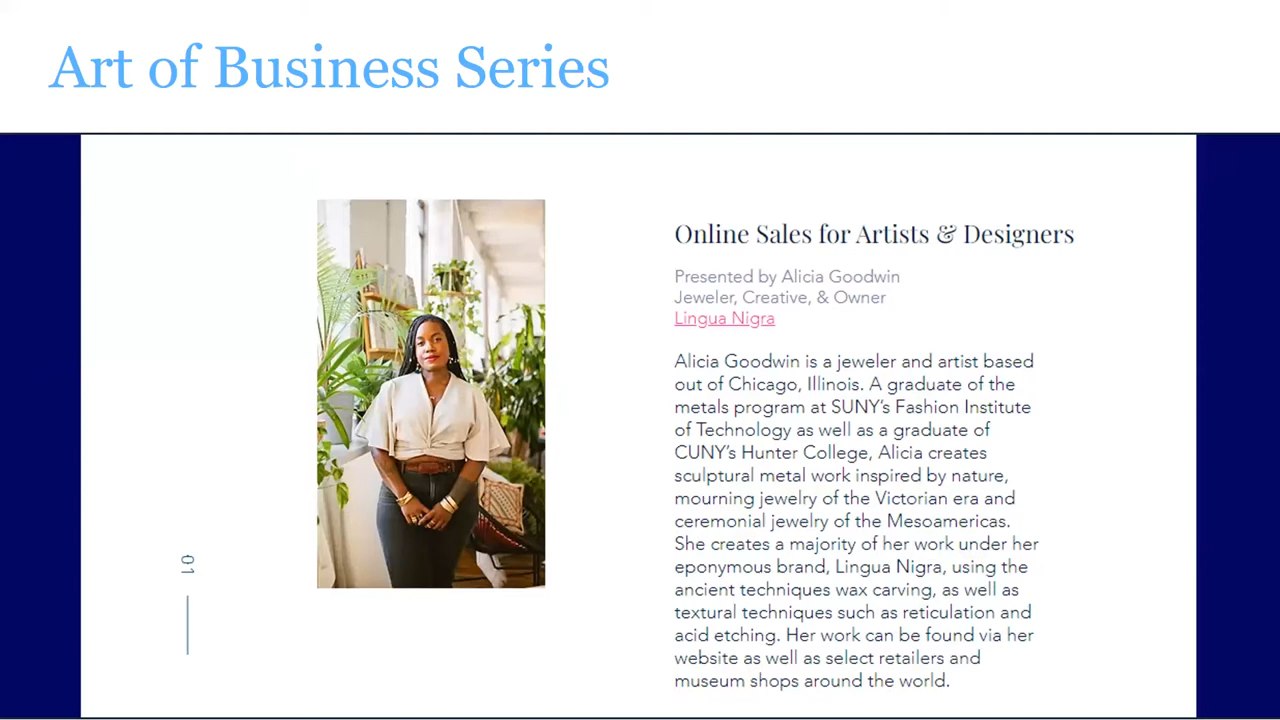 Art of Business Series
Online Sales for Artists & Designers
Presented by Alicia Goodwin
Jeweler, Creative, & Owner
Lingua Nigra
Alicia Goodwin is a jeweler and artist based
out of Chicago, Illinois. A graduate of the
metals program at SUNY's Fashion Institute
of Technology as well as a graduate of
CUNY's Hunter College, Alicia creates
sculptural metal work inspired by nature,
mourning jewelry of the Victorian era and
ceremonial jewelry of the Mesoamericas.
She creates a majority of her work under her
eponymous brand, Lingua Nigra, using the
ancient techniques wax carving, as well as
textural techniques such as reticulation and
acid etching. Her work can be found via her
website as well as select retailers and
museum shops around the world.
01